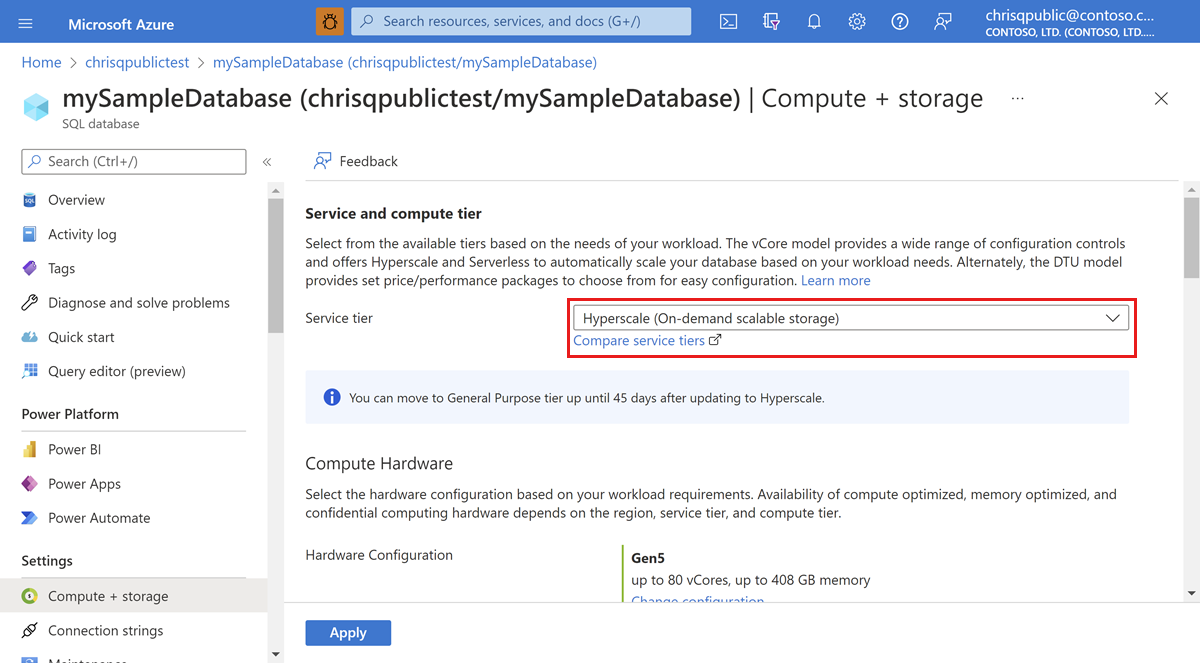 Microsoft Azure
Search resources, services, and docs (G+/)
chrisqpublic@contoso.c...
CONTOSO, LTD. (CONTOSO, LTD....
Home > chrisqpublictest > mySampleDatabase (chrisqpublictest/mySampleDatabase)
mySampleDatabase (chrisqpublictest/mySampleDatabase) | Compute + storage ...
SQL database
Search (Ctrl+/)
Overview
Activity log
Tags
Diagnose and solve problems
Quick start
Query editor (preview)
Power Platform
Power BI
Power Apps
Power Automate
Settings
Compute + storage
Connection strings
Maintenance
Feedback
Service and compute tier
Select from the available tiers based on the needs of your workload. The vCore model provides a wide range of configuration controls
and offers Hyperscale and Serverless to automatically scale your database based on your workload needs. Alternately, the DTU model
provides set price/performance packages to choose from for easy configuration. Learn more
Service tier
Hyperscale (On-demand scalable storage)
Compare service tiers
You can move to General Purpose tier up until 45 days after updating to Hyperscale.
Compute Hardware
Select the hardware configuration based on your workload requirements. Availability of compute optimized, memory optimized, and
confidential computing hardware depends on the region, service tier, and compute tier.
Hardware Configuration
Gen5
up to 80 vCores, up to 408 GB memory
Change configuration
Apply